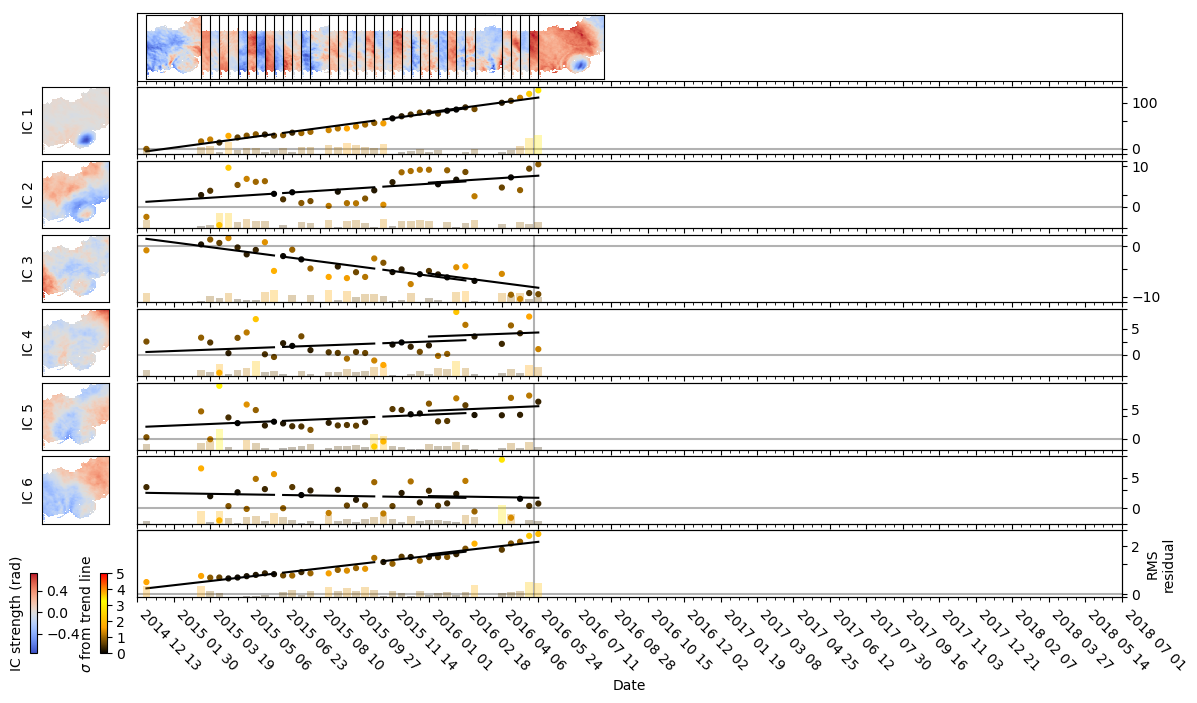 IC 1
100
0
IC 2
10
0
IC 3
0
−10
IC 4
5
0
IC 5
5
0
IC 6
5
0
RMS
residual
2
0
IC strength (rad)
0.4
0.0
−0.4
σ from trend line
5
4
3
2
1
0
2014 12 13
2015 01 30
2015 03 19
2015 05 06
2015 06 23
2015 08 10
2015 09 27
2015 11 14
2016 01 01
2016 02 18
2016 04 06
2016 05 24
2016 07 11
2016 08 28
2016 10 15
2016 12 02
2017 01 19
2017 03 08
2017 04 25
2017 06 12
2017 07 30
2017 09 16
2017 11 03
2017 12 21
2018 02 07
2018 03 27
2018 05 14
2018 07 01
Date